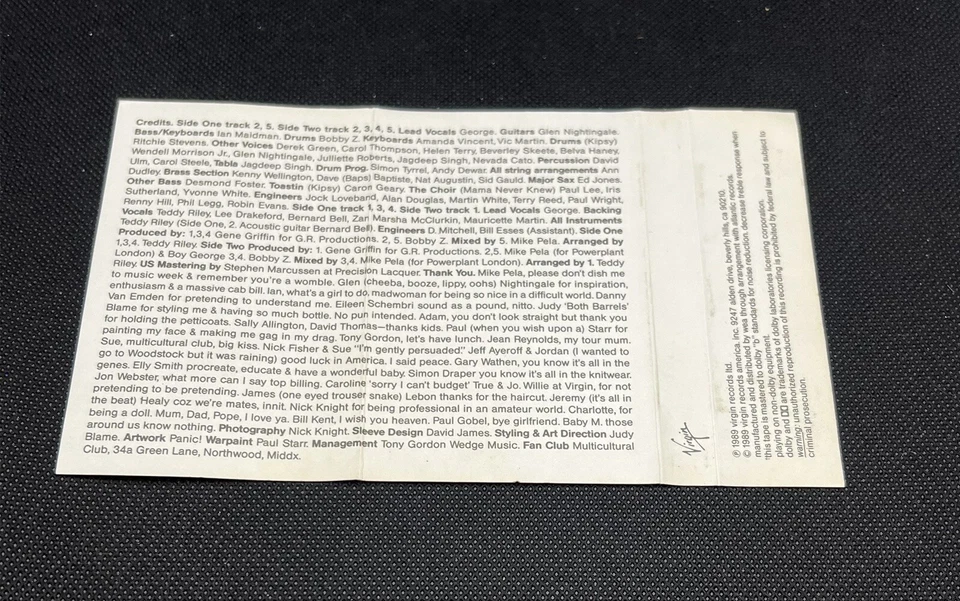 Credits. Side One track 2, 5. Side Two track 2, 3, 4, 5. Lead Vocals George. Guitars Glen Nightingale.
Bass/Keyboards Ian Maidman. Drums Bobby Z. Keyboards Amanda Vincent, Vic Martin. Drums (Kipsy)
Ritchie Stevens. Other Voices Derek Green, Carol Thompson, Helen Terry, Beverley Skeete, Belva Haney,
Wendell Morrison Jr., Glen Nightingale, Julliette Roberts, Jagdeep Singh, Nevada Cato. Percussion David
Ulm, Carol Steele, Tabla Jagdeep Singh. Drum Prog. Simon Tyrrel, Andy Dewar. All string arrangements Ann
Dudley. Brass Section Kenny Wellington, Dave (Baps) Baptiste, Nat Augustin, Sid Gauld. Major Sax Ed Jones.
Other Bass Desmond Foster. Toastin (Kipsy) Caron Geary. The Choir (Mama Never Knew) Paul Lee, Iris
Sutherland, Yvonne White. Engineers Jock Loveband, Alan Douglas, Martin White, Terry Reed, Paul Wright,
Renny Hill, Phil Legg, Robin Evans. Side One track 1, 3, 4. Side Two track 1. Lead Vocals George. Backing
Vocals Teddy Riley, Lee Drakeford, Bernard Bell, Zan Marsha McClurkin, Mauricette Martin. All Instruments
Teddy Riley (Side One, 2. Acoustic guitar Bernard Bell). Engineers D. Mitchell, Bill Esses (Assistant). Side One
Produced by: 1,3,4 Gene Griffin for G.R. Productions. 2, 5. Bobby Z. Mixed by 5. Mike Pela. Arranged by
1,3,4. Teddy Riley. Side Two Produced by: 1. Gene Griffin for G.R. Productions. 2,5. Mike Pela (for Powerplant
London) & Boy George 3,4. Bobby Z. Mixed by 3,4. Mike Pela (for Powerplant London). Arranged by 1. Teddy
Riley. US Mastering by Stephen Marcussen at Precision Lacquer. Thank You. Mike Pela, please don't dish me
to music week & remember you're a womble. Glen (cheeba, booze, lippy, oohs) Nightingale for inspiration,
enthusiasm & a massive cab bill. Ian, what's a girl to do, madwoman for being so nice in a difficult world. Danny
Van Emden for pretending to understand me. Eileen Schembri sound as a pound, nitto. Judy 'Both Barrels'
Blame for styling me & having so much bottle. No pun intended. Adam, you don't look straight but thank you
for holding the petticoats. Sally Allington, David Thomas—thanks kids. Paul (when you wish upon a) Starr for
painting my face & making me gag in my drag. Tony Gordon, let's have lunch. Jean Reynolds, my tour mum.
Sue, multicultural club, big kiss. Nick Fisher & Sue "I'm gently persuaded." Jeff Ayeroff & Jordan (I wanted to
go to Woodstock but it was raining) good luck in America. I said peace. Gary Wathen, you know it's all in the
genes. Elly Smith procreate, educate & have a wonderful baby. Simon Draper you know it's all in the knitwear.
Jon Webster, what more can I say top billing. Caroline 'sorry I can't budget' True & Jo. Willie at Virgin, for not
pretending to be pretending. James (one eyed trouser snake) Lebon thanks for the haircut. Jeremy (it's all in
the beat) Healy coz we're mates, innit. Nick Knight for being professional in an amateur world. Charlotte, for
being a doll. Mum, Dad, Pope, I love ya. Bill Kent, I wish you heaven. Paul Gobel, bye girlfriend. Baby M. those
around us know nothing. Photography Nick Knight. Sleeve Design David James. Styling & Art Direction Judy
Blame. Artwork Panic! Warpaint Paul Starr. Management Tony Gordon Wedge Music. Fan Club Multicultural
Club, 34a Green Lane, Northwood, Middx.
Virgin
℗ 1989 virgin records ltd.
© 1989 virgin records america, inc. 9247 alden drive, beverly hills, ca 90210.
manufactured and distributed by wea through arrangement with atlantic records.
this tape is mastered to dolby "b" standards for noise reduction. decrease treble response when
playing on non-dolby equipment.
dolby and DD are trademarks of dolby laboratories licensing corporation.
warning: unauthorized reproduction of this recording is prohibited by federal law and subject to
criminal prosecution.